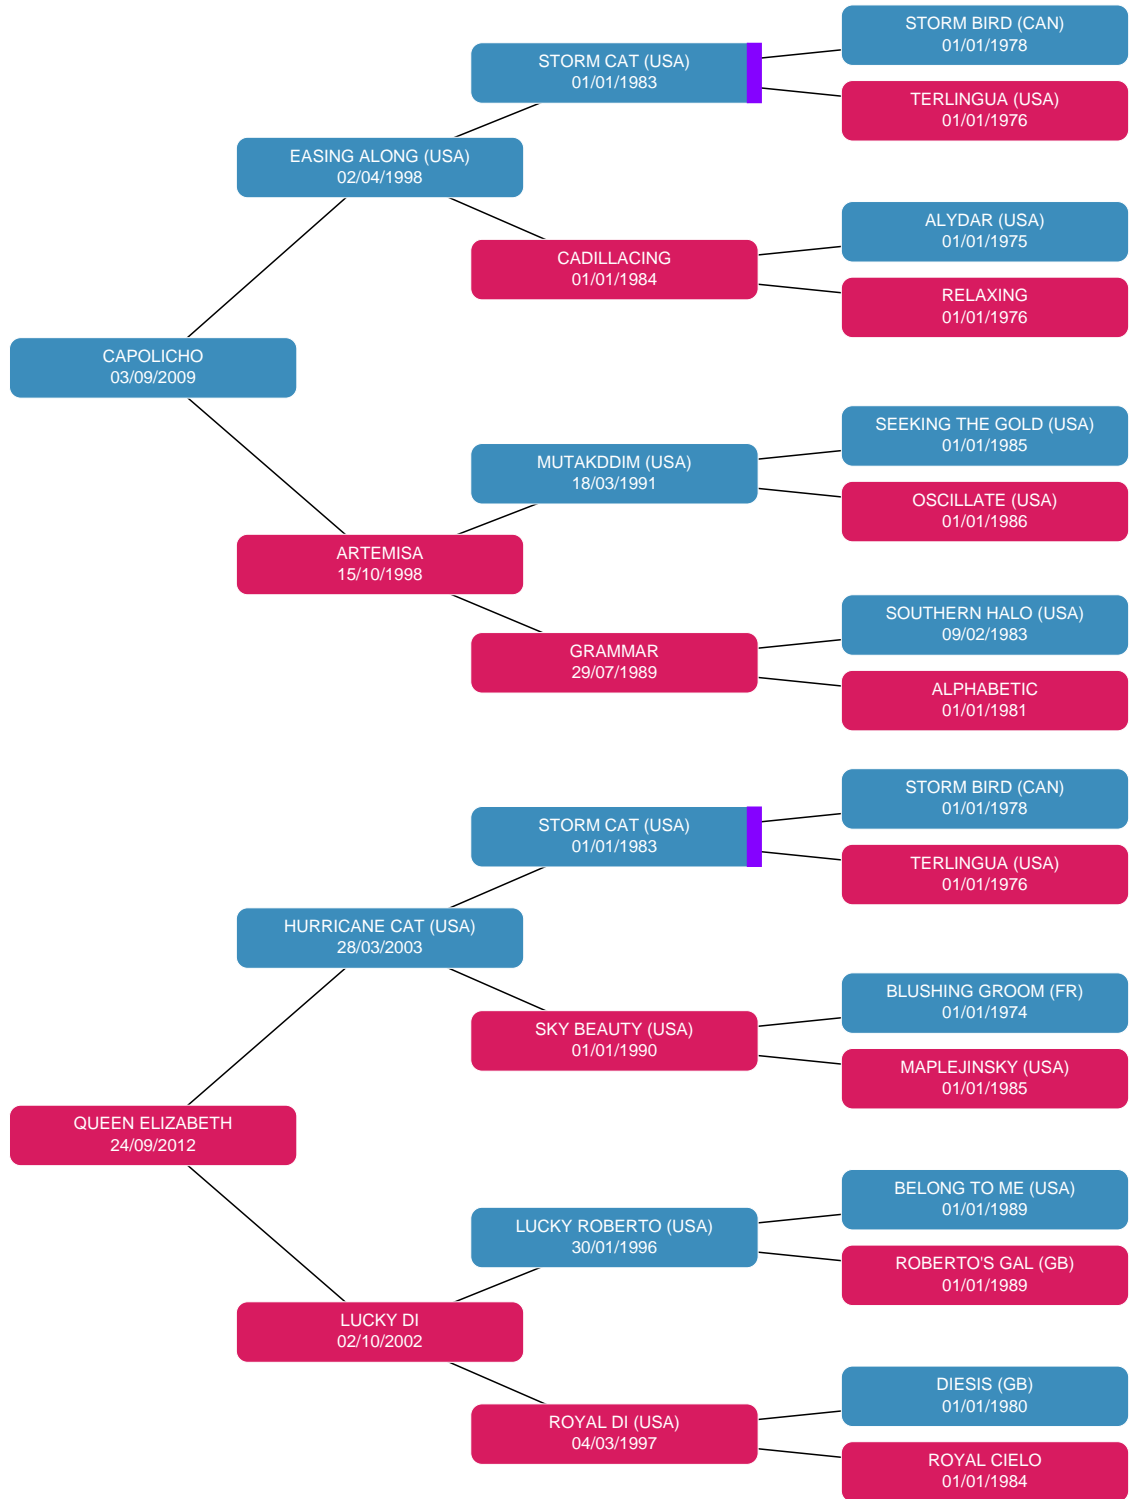 STORM BIRD (CAN)
01/01/1978
STORM CAT (USA)
01/01/1983
TERLINGUA (USA)
01/01/1976
EASING ALONG (USA)
02/04/1998
ALYDAR (USA)
01/01/1975
CADILLACING
01/01/1984
RELAXING
01/01/1976
CAPOLICHO
03/09/2009
SEEKING THE GOLD (USA)
01/01/1985
MUTAKDDIM (USA)
18/03/1991
OSCILLATE (USA)
01/01/1986
ARTEMISA
15/10/1998
SOUTHERN HALO (USA)
09/02/1983
GRAMMAR
29/07/1989
ALPHABETIC
01/01/1981
STORM BIRD (CAN)
01/01/1978
STORM CAT (USA)
01/01/1983
TERLINGUA (USA)
01/01/1976
HURRICANE CAT (USA)
28/03/2003
BLUSHING GROOM (FR)
01/01/1974
SKY BEAUTY (USA)
01/01/1990
MAPLEJINSKY (USA)
01/01/1985
QUEEN ELIZABETH
24/09/2012
BELONG TO ME (USA)
01/01/1989
LUCKY ROBERTO (USA)
30/01/1996
ROBERTO'S GAL (GB)
01/01/1989
LUCKY DI
02/10/2002
DIESIS (GB)
01/01/1980
ROYAL DI (USA)
04/03/1997
ROYAL CIELO
01/01/1984